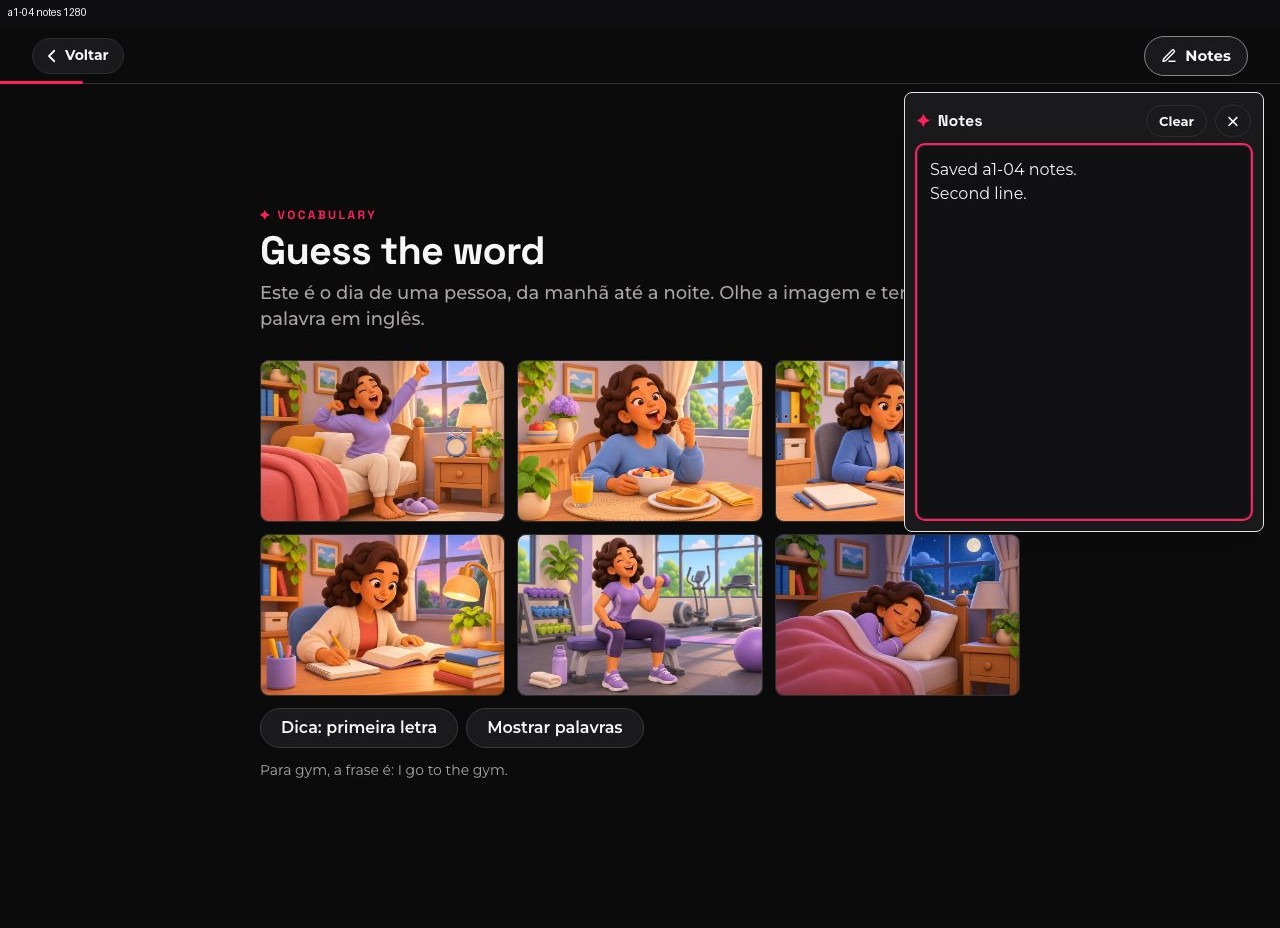 a1-04 notes 1280
Voltar
Notes
Notes
Clear
Saved a1-04 notes.
Second line.
VOCABULARY
Guess the word
Este é o dia de uma pessoa, da manhã até a noite. Olhe a imagem e
palavra em inglês.
Dica: primeira letra
Mostrar palavras
Para gym, a frase é: I go to the gym.